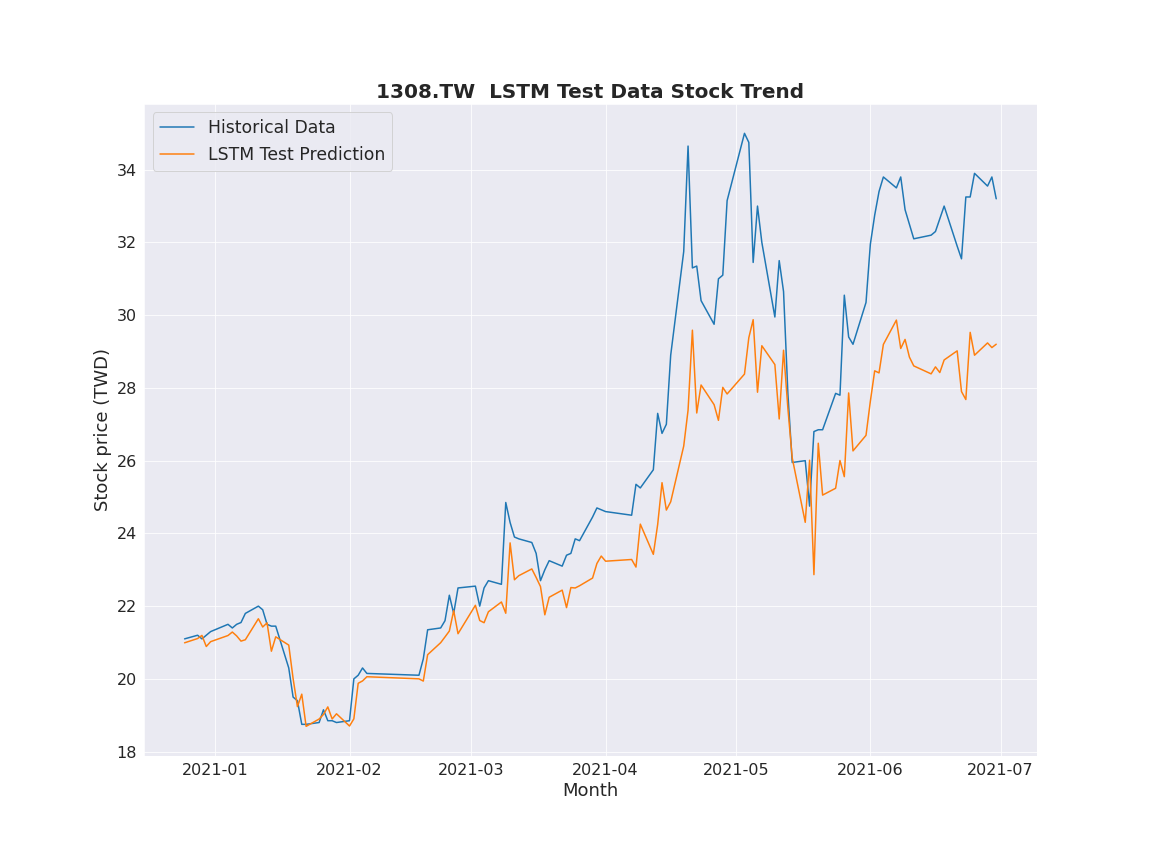 1308.TW  LSTM Test Data Stock Trend
Historical Data
LSTM Test Prediction
34
32
30
28
26
24
22
20
18
Stock price (TWD)
2021-01 2021-02 2021-03 2021-04 2021-05 2021-06 2021-07
Month